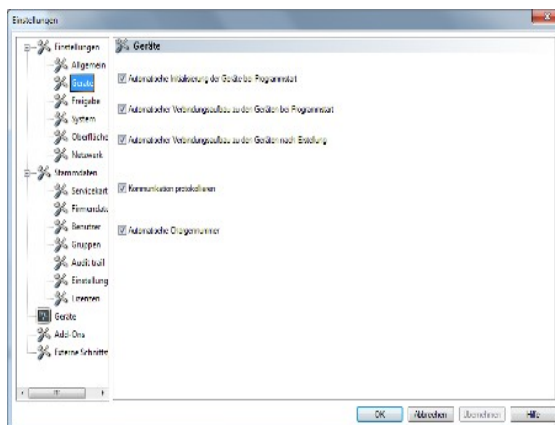 Einstellungen
Einstellungen
Allgemein
Geräte
Freigabe
System
Oberfläche
Netzwerk
Stammdaten
Servicekart
Firmendate
Benutzer
Gruppen
Audit trail
Einstellung
Lizenzen
Geräte
Add-Ons
Externe Schnitts
Geräte
Automatische Initialisierung der Geräte bei Programmstart
Automatischer Verbindungsaufbau zu den Geräten bei Programmstart
Automatischer Verbindungsaufbau zu den Geräten nach Erstellung
Kommunikation protokollieren
Automatische Chargennummer
OK Abbrechen Übernehmen Hilfe